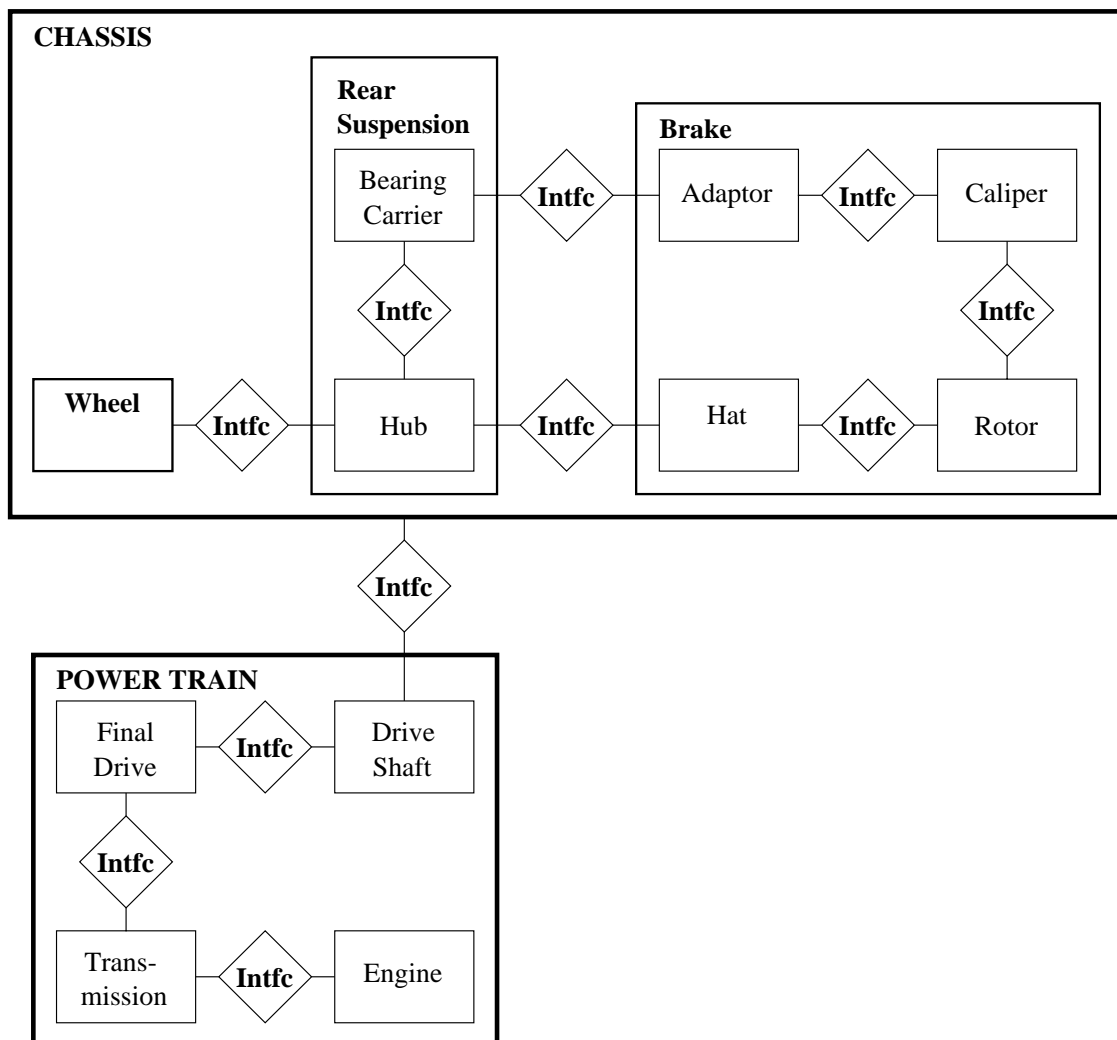 CHASSIS
Rear
Suspension
Brake
Bearing
Carrier
Intfc
Adaptor
Intfc
Caliper
Intfc
Intfc
Wheel
Intfc
Hub
Intfc
Hat
Intfc
Rotor
Intfc
POWER TRAIN
Final
Drive
Intfc
Drive
Shaft
Intfc
Trans-
mission
Intfc
Engine